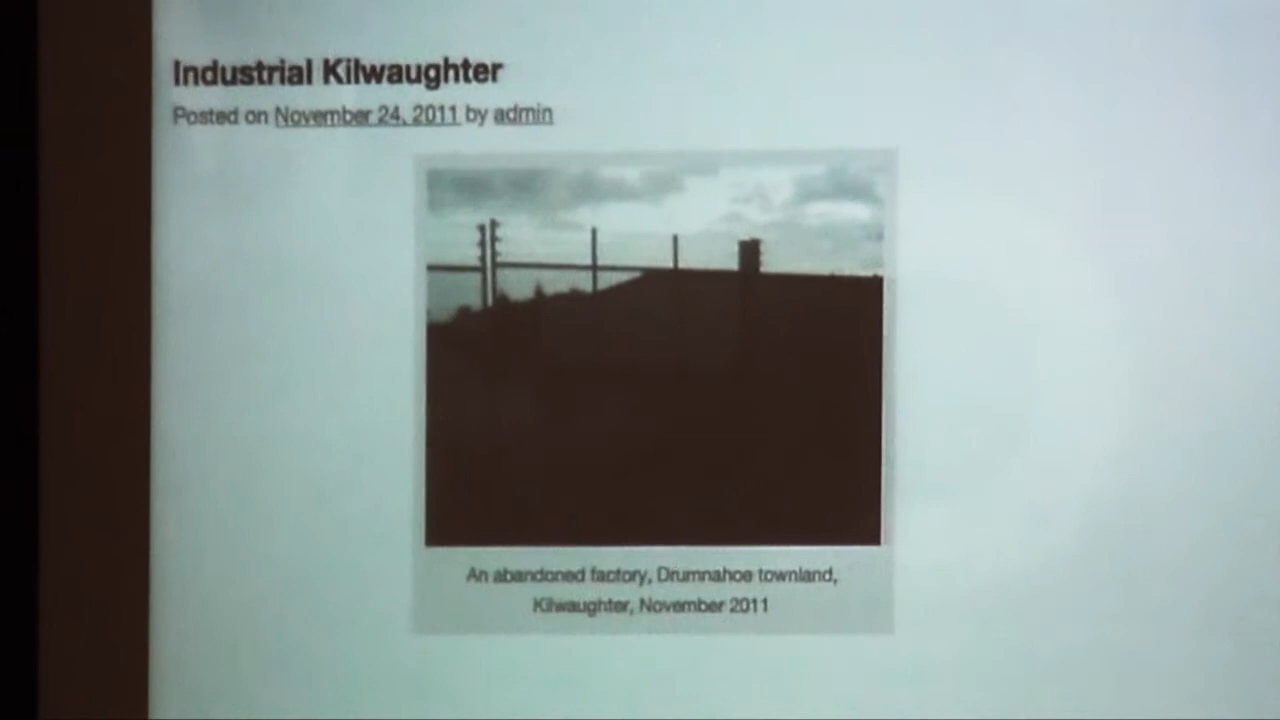 Industrial Kilwaughter
Posted on November 24, 2011 by admin
An abandoned factory, Drumnahoe townland,
Kilwaughter, November 2011